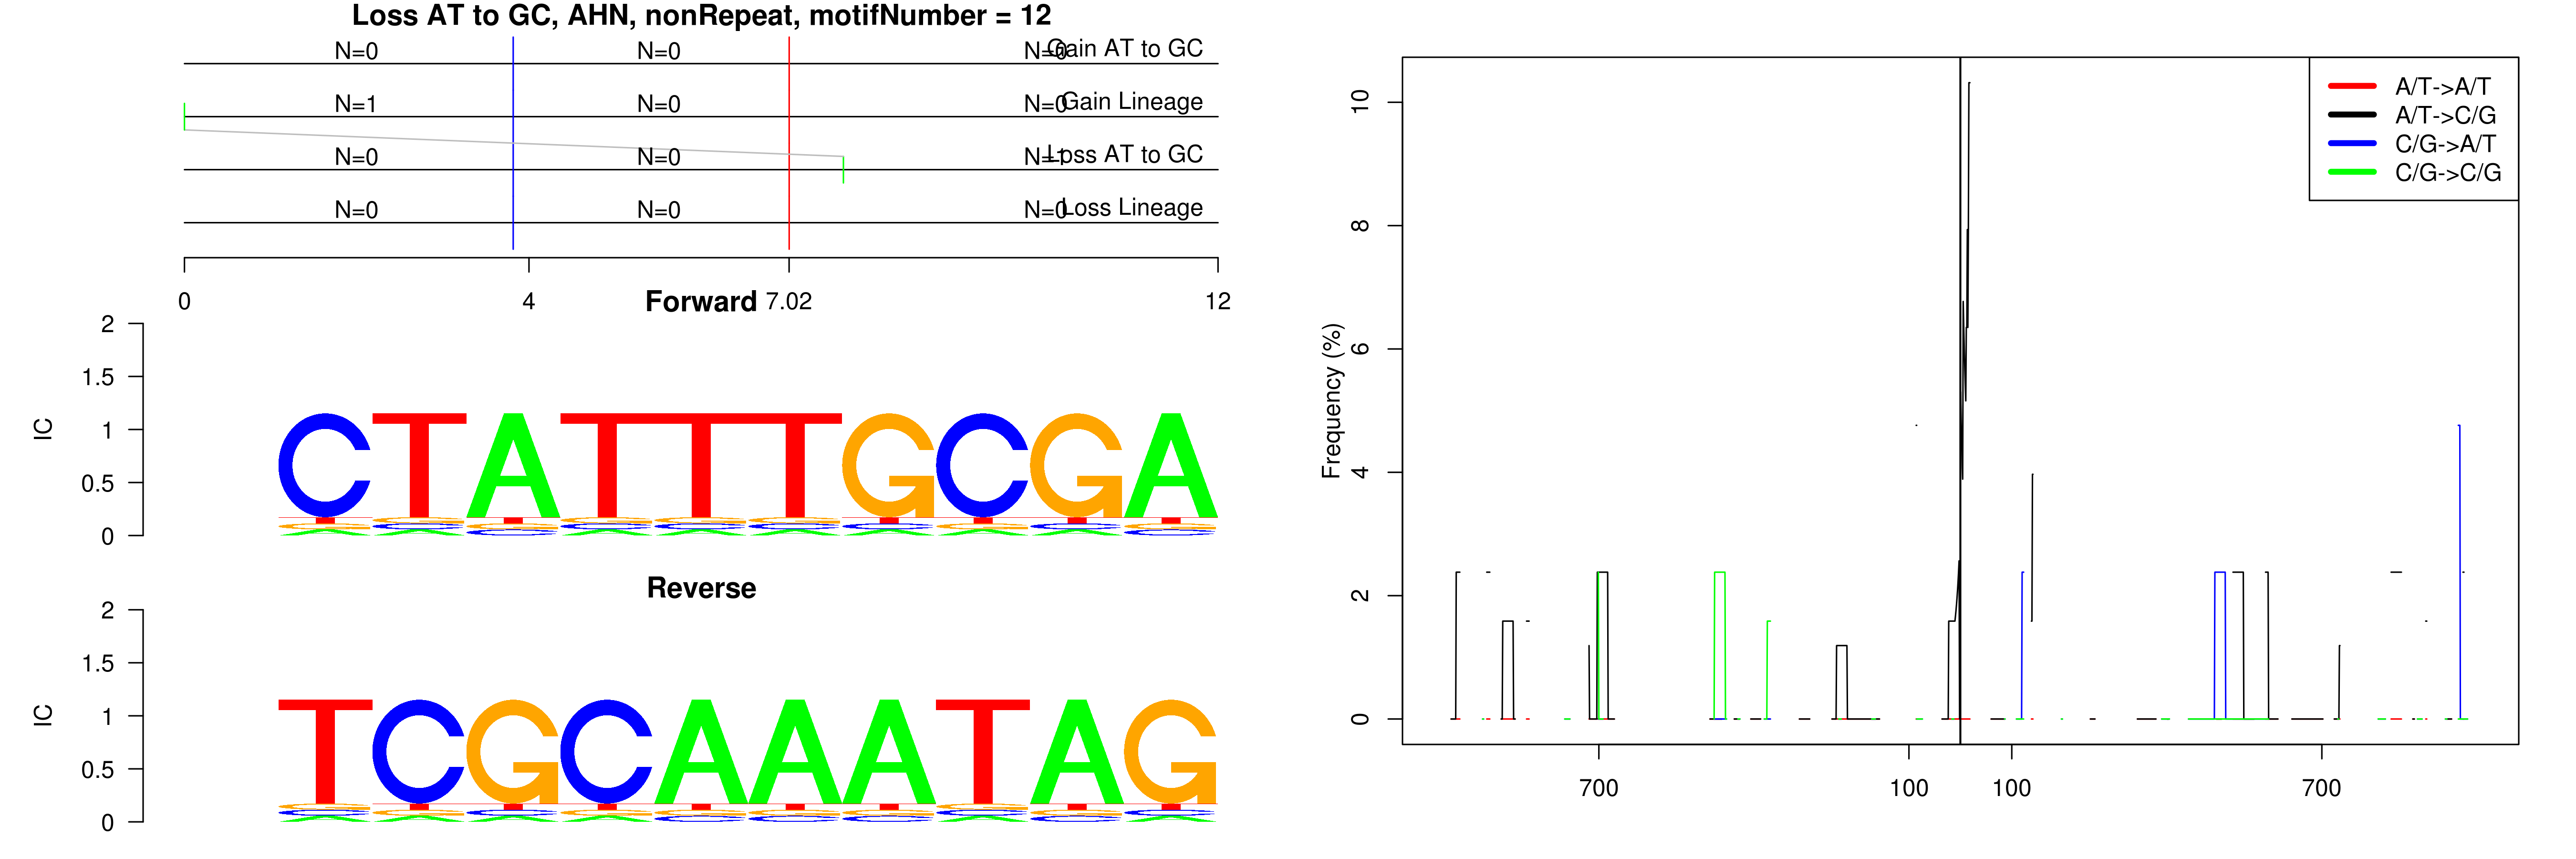 Loss AT to GC, AHN, nonRepeat, motifNumber = 12
N=0 N=0 N=0 Gain AT to GC
N=1 N=0 N=0 Gain Lineage
N=0 N=0 N=1 Loss AT to GC
N=0 N=0 N=0 Loss Lineage
0 4 7.02 12
Forward
2
1.5
1
0.5
0
IC
CTATTTGCGA
Reverse
2
1.5
1
0.5
0
IC
TCGCAAATAG
Frequency (%)
10
8
6
4
2
0
700 100 100 700
A/T->A/T
A/T->C/G
C/G->A/T
C/G->C/G